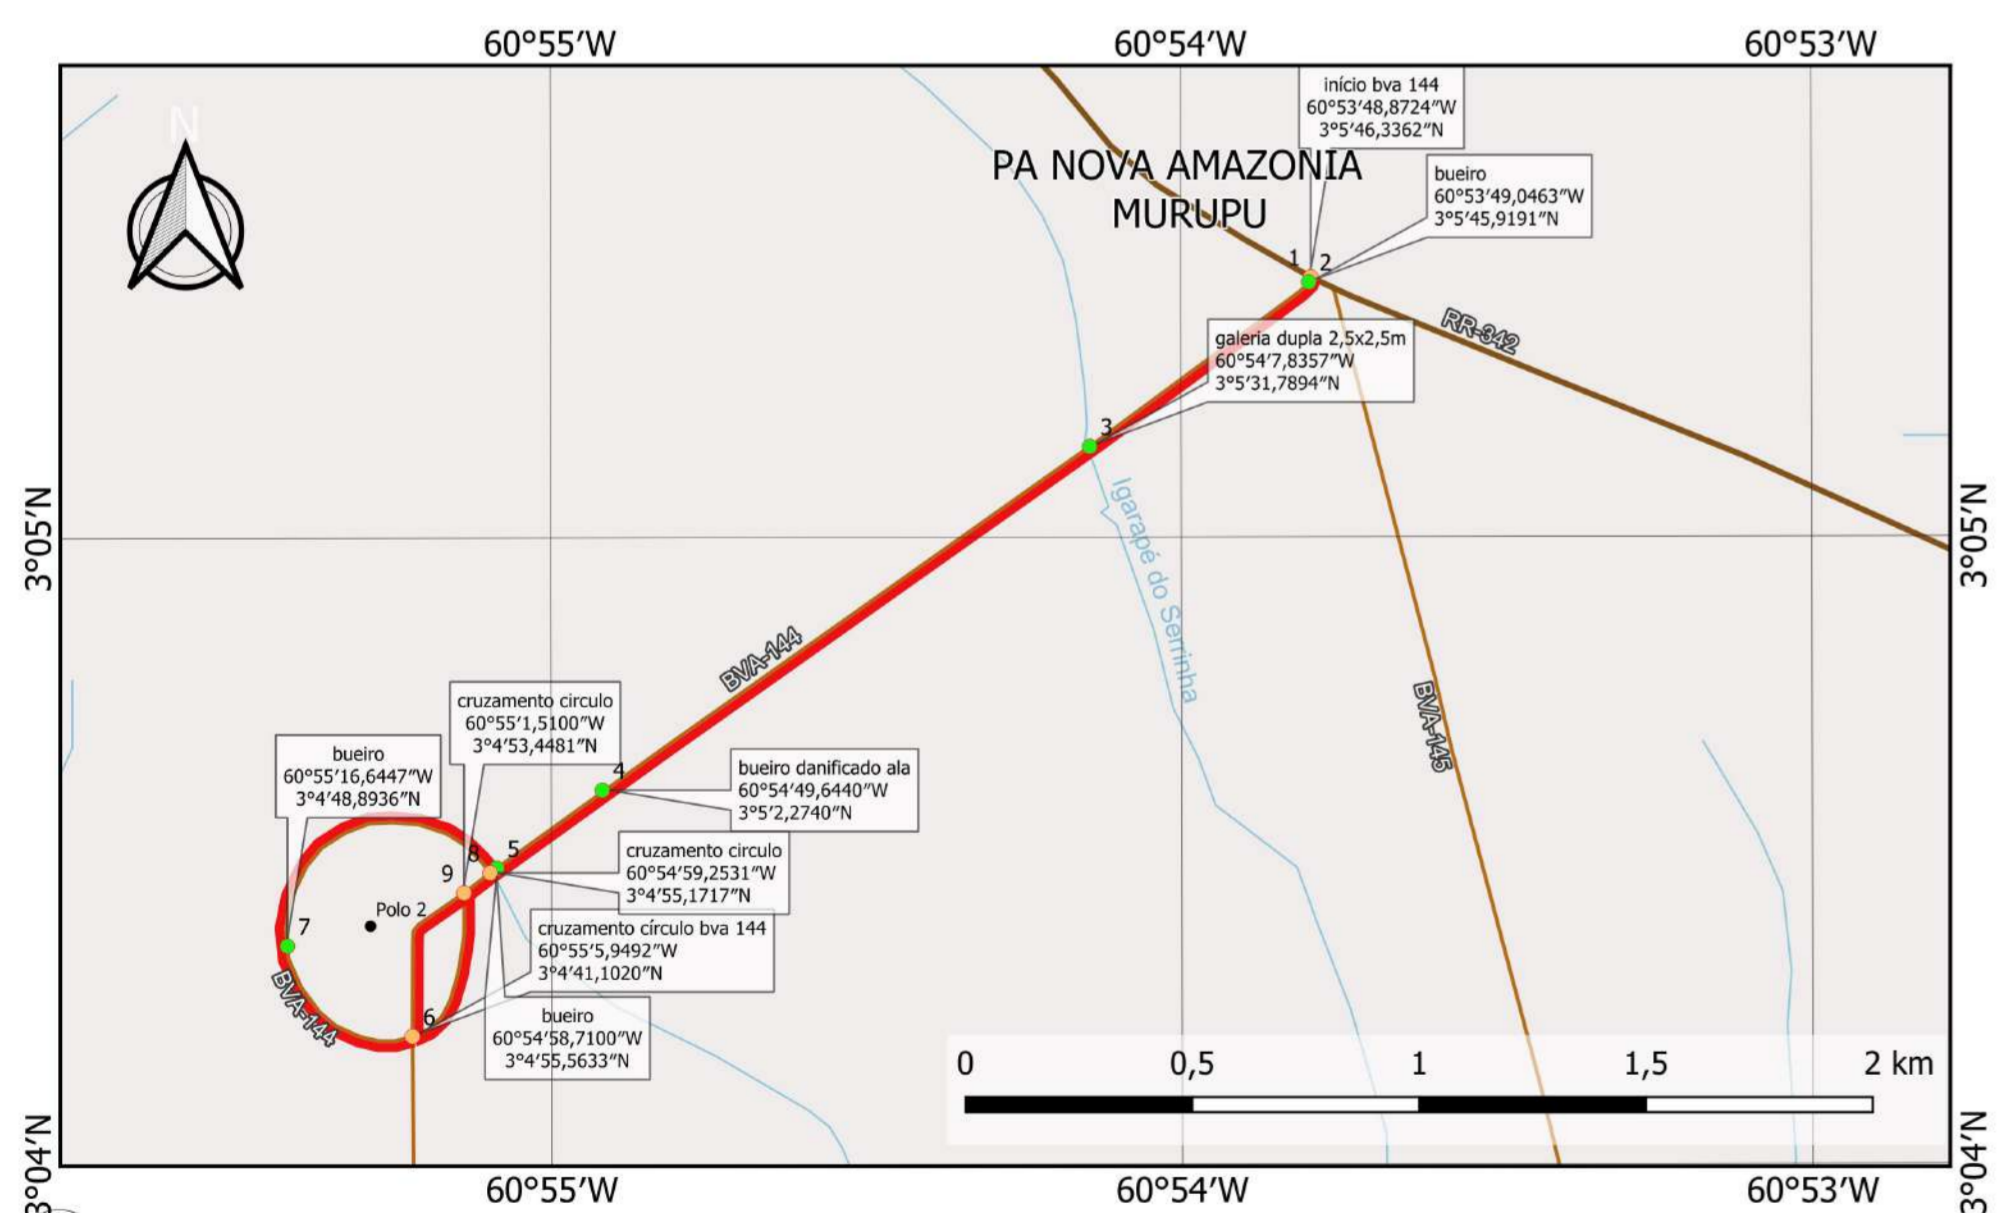 60°55′W
60°54′W
60°53′W
N
início bva 144
60°53′48,8724″W
3°5′46,3362″N
PA NOVA AMAZONIA
MURUPU
bueiro
60°53′49,0463″W
3°5′45,9191″N
1
2
RR-342
galeria dupla 2,5x2,5m
60°54′7,8357″W
3°5′31,7894″N
3
3°05′N
3°05′N
Igarapé do Serrinha
BVA-144
BVA-145
cruzamento circulo
60°55′1,5100″W
3°4′53,4481″N
bueiro
60°55′16,6447″W
3°4′48,8936″N
4
bueiro danificado ala
60°54′49,6440″W
3°5′2,2740″N
5
8
9
cruzamento circulo
60°54′59,2531″W
3°4′55,1717″N
Polo 2
7
cruzamento círculo bva 144
60°55′5,9492″W
3°4′41,1020″N
BVA-144
6
bueiro
60°54′58,7100″W
3°4′55,5633″N
0
0,5
1
1,5
2 km
3°04′N
3°04′N
60°55′W
60°54′W
60°53′W